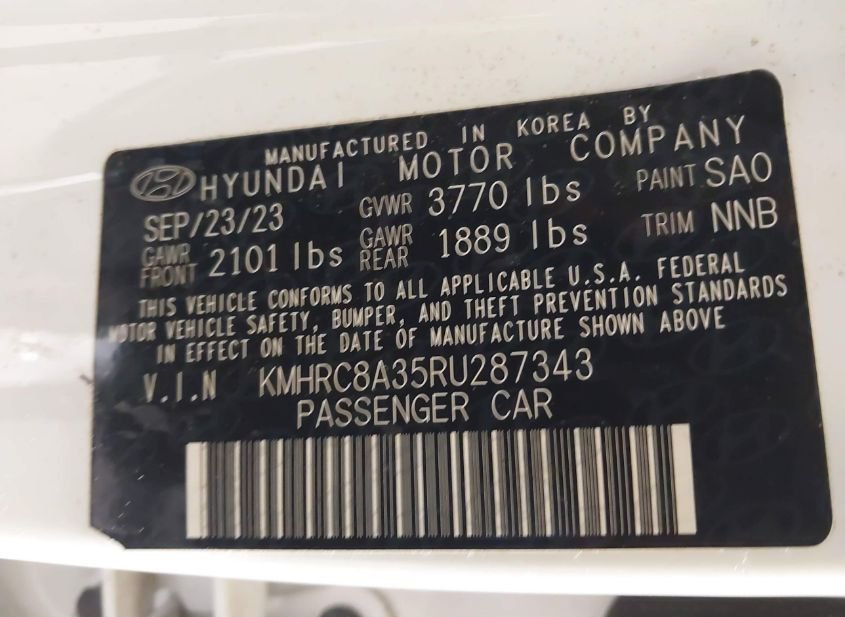 MANUFACTURED IN KOREA BY
HYUNDAI MOTOR COMPANY
SEP/23/23 GVWR 3770 lbs PAINT SAO
GAWR FRONT 2101 lbs GAWR REAR 1889 lbs TRIM NNB
THIS VEHICLE CONFORMS TO ALL APPLICABLE U.S.A. FEDERAL
MOTOR VEHICLE SAFETY, BUMPER, AND THEFT PREVENTION STANDARDS
IN EFFECT ON THE DATE OF MANUFACTURE SHOWN ABOVE
V.I.N KMHRC8A35RU287343
PASSENGER CAR